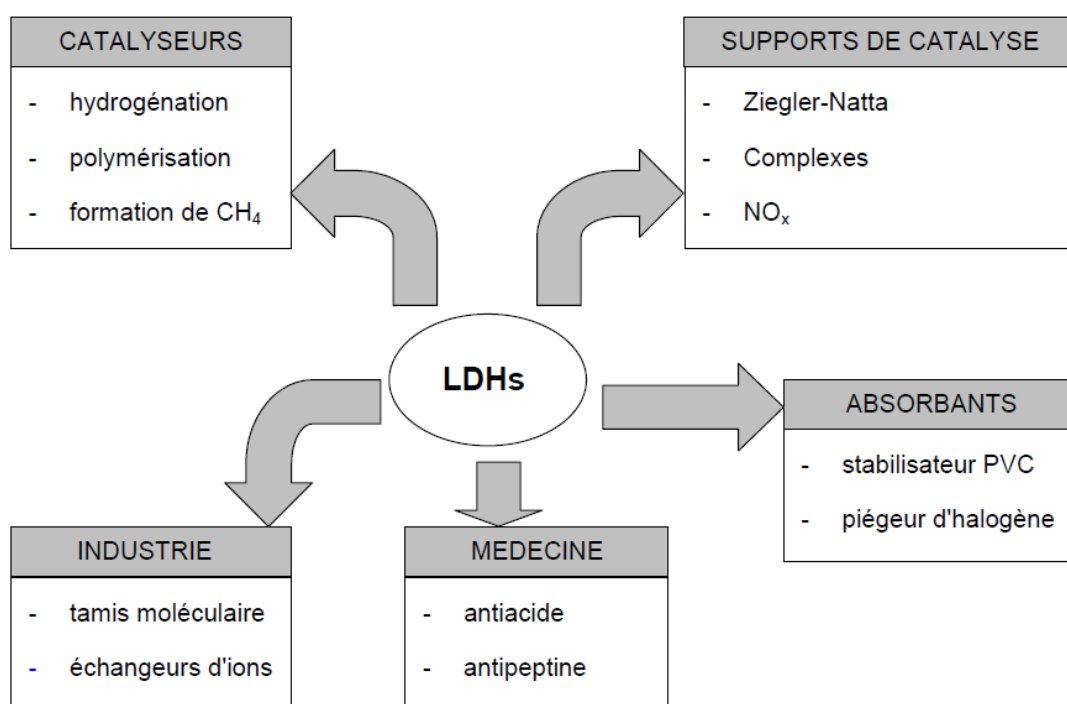 CATALYSEURS
- hydrogénation
- polymérisation
- formation de CH₄
SUPPORTS DE CATALYSE
- Ziegler-Natta
- Complexes
- NOₓ
LDHs
ABSORBANTS
- stabilisateur PVC
- piégeur d'halogène
INDUSTRIE
- tamis moléculaire
- échangeurs d'ions
MEDECINE
- antiacide
- antipeptine